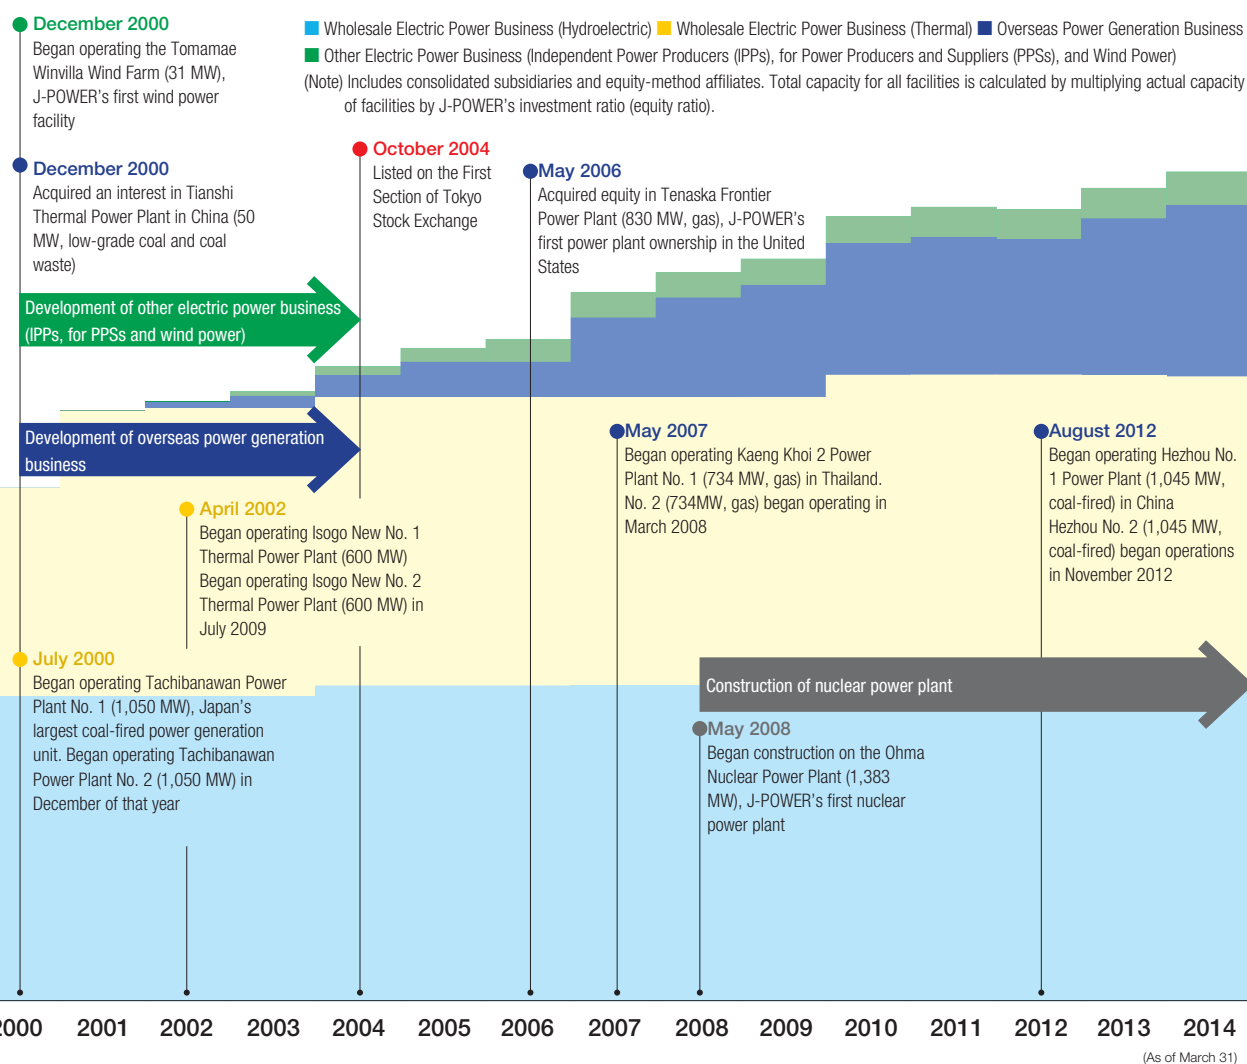 December 2000
Began operating the Tomamae
Winvilla Wind Farm (31 MW),
J-POWER's first wind power
facility
Wholesale Electric Power Business (Hydroelectric) Wholesale Electric Power Business (Thermal) Overseas Power Generation Business
Other Electric Power Business (Independent Power Producers (IPPs), for Power Producers and Suppliers (PPSs), and Wind Power)
(Note) Includes consolidated subsidiaries and equity-method affiliates. Total capacity for all facilities is calculated by multiplying actual capacity
of facilities by J-POWER's investment ratio (equity ratio).
December 2000
Acquired an interest in Tianshi
Thermal Power Plant in China (50
MW, low-grade coal and coal
waste)
October 2004
Listed on the First
Section of Tokyo
Stock Exchange
May 2006
Acquired equity in Tenaska Frontier
Power Plant (830 MW, gas), J-POWER's
first power plant ownership in the United
States
Development of other electric power business
(IPPs, for PPSs and wind power)
Development of overseas power generation
business
May 2007
Began operating Kaeng Khoi 2 Power
Plant No. 1 (734 MW, gas) in Thailand.
No. 2 (734MW, gas) began operating in
March 2008
August 2012
Began operating Hezhou No.
1 Power Plant (1,045 MW,
coal-fired) in China
Hezhou No. 2 (1,045 MW,
coal-fired) began operations
in November 2012
April 2002
Began operating Isogo New No. 1
Thermal Power Plant (600 MW)
Began operating Isogo New No. 2
Thermal Power Plant (600 MW) in
July 2009
July 2000
Began operating Tachibanawan Power
Plant No. 1 (1,050 MW), Japan's
largest coal-fired power generation
unit. Began operating Tachibanawan
Power Plant No. 2 (1,050 MW) in
December of that year
Construction of nuclear power plant
May 2008
Began construction on the Ohma
Nuclear Power Plant (1,383
MW), J-POWER's first nuclear
power plant
2000 2001 2002 2003 2004 2005 2006 2007 2008 2009 2010 2011 2012 2013 2014
(As of March 31)